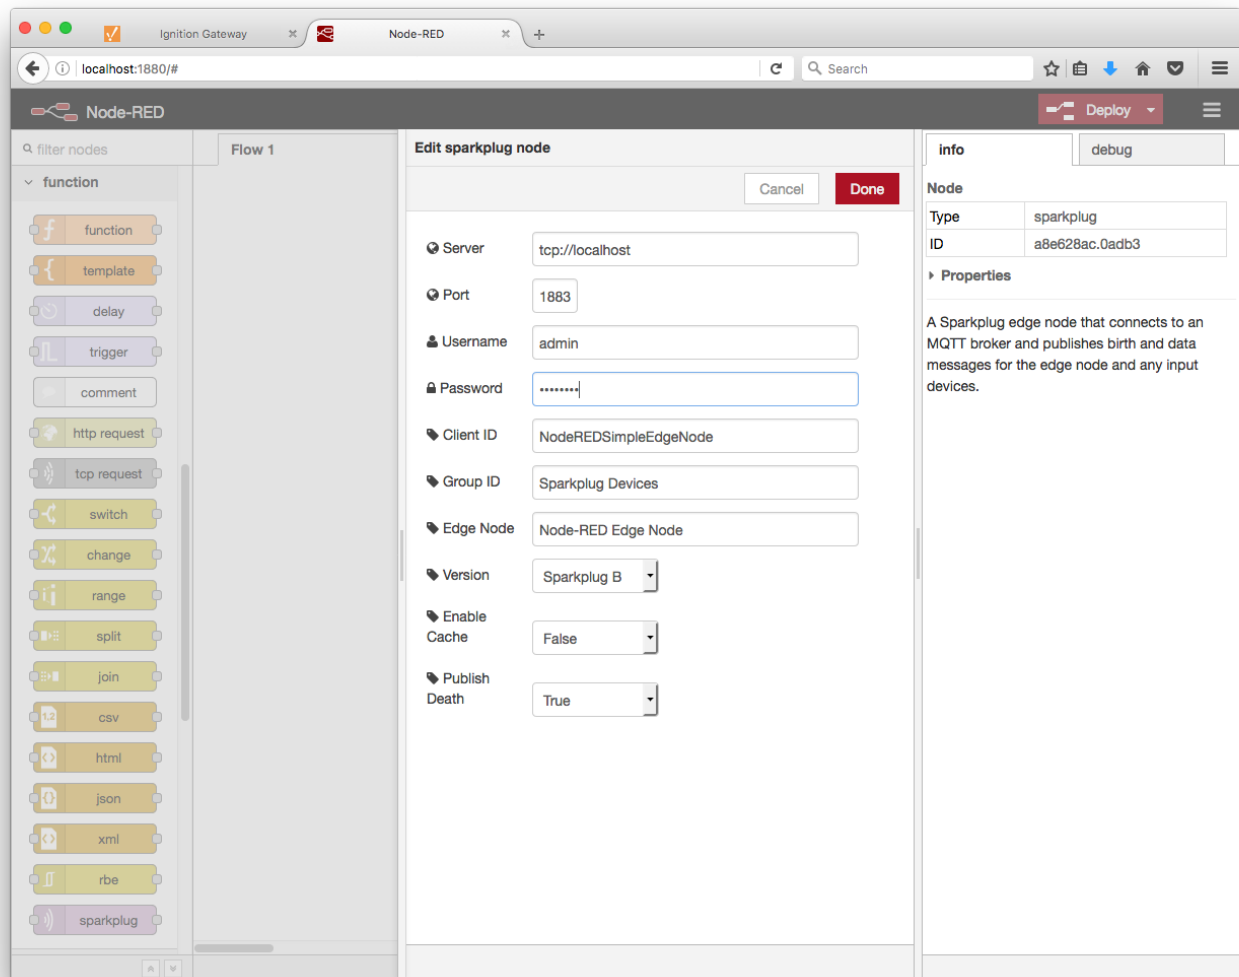 Ignition Gateway
Node-RED
localhost:1880/#
Search
Node-RED
Deploy
filter nodes
function
function
template
delay
trigger
comment
http request
tcp request
switch
change
range
split
join
1.2 csv
html
json
xml
rbe
sparkplug
Flow 1
Edit sparkplug node
Cancel Done
Server tcp://localhost
Port 1883
Username admin
Password ••••••••
Client ID NodeREDSimpleEdgeNode
Group ID Sparkplug Devices
Edge Node Node-RED Edge Node
Version Sparkplug B
Enable
Cache False
Publish
Death True
info debug
Node
Type sparkplug
ID a8e628ac.0adb3
Properties
A Sparkplug edge node that connects to an
MQTT broker and publishes birth and data
messages for the edge node and any input
devices.